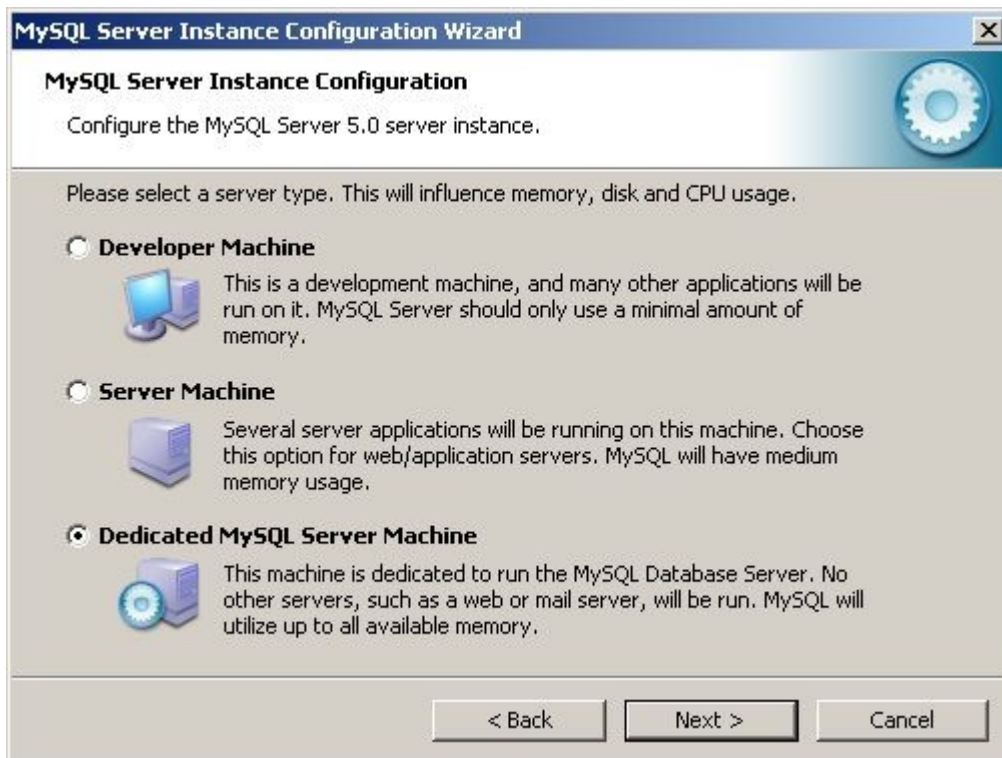 MySQL Server Instance Configuration Wizard
MySQL Server Instance Configuration
Configure the MySQL Server 5.0 server instance.
Please select a server type. This will influence memory, disk and CPU usage.
Developer Machine
This is a development machine, and many other applications will be
run on it. MySQL Server should only use a minimal amount of
memory.
Server Machine
Several server applications will be running on this machine. Choose
this option for web/application servers. MySQL will have medium
memory usage.
Dedicated MySQL Server Machine
This machine is dedicated to run the MySQL Database Server. No
other servers, such as a web or mail server, will be run. MySQL will
utilize up to all available memory.
< Back
Next >
Cancel